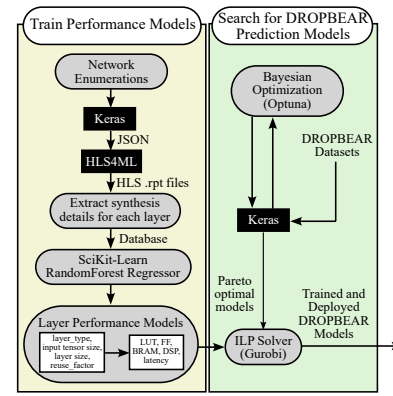 Train Performance Models
Network
Enumerations
Keras
JSON
HLS4ML
HLS .rpt files
Extract synthesis
details for each layer
Database
SciKit-Learn
RandomForest Regressor
Layer Performance Models
layer_type,
input tensor size,
layer size,
reuse_factor
LUT, FF,
BRAM, DSP,
latency
Search for DROPBEAR
Prediction Models
Bayesian
Optimization
(Optuna)
DROPBEAR
Datasets
Keras
Pareto
optimal
models
ILP Solver
(Gurobi)
Trained and
Deployed
DROPBEAR
Models